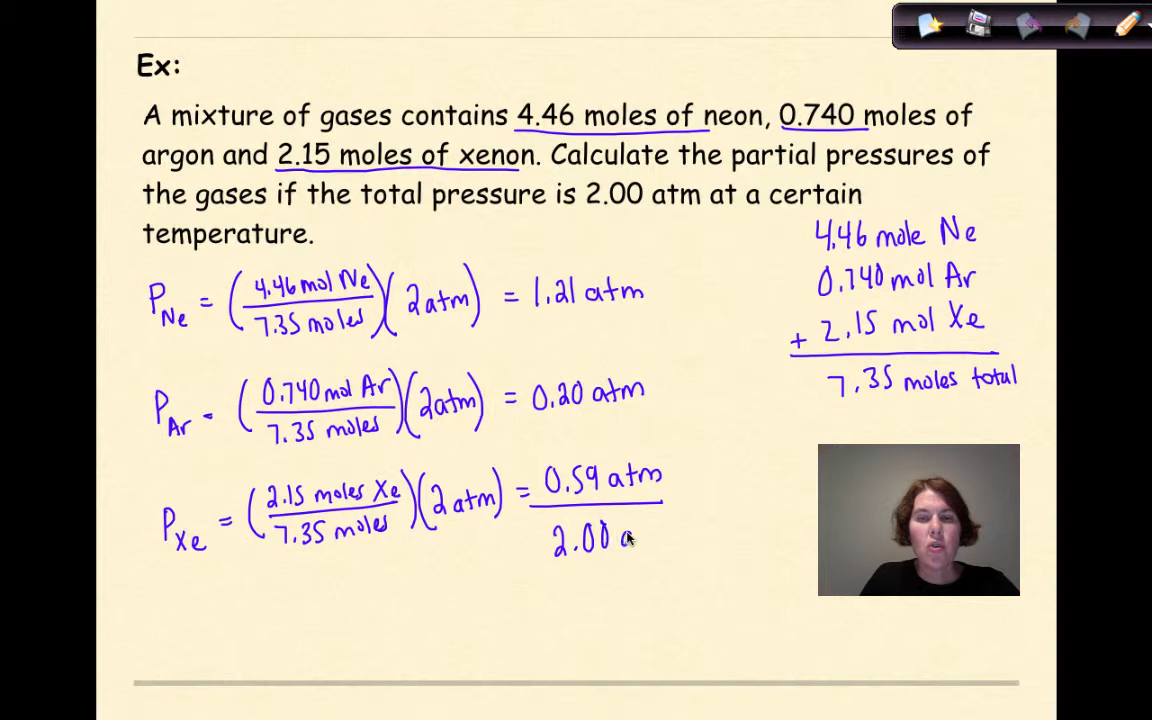 Ex:
A mixture of gases contains 4.46 moles of neon, 0.740 moles of
argon and 2.15 moles of xenon. Calculate the partial pressures of
the gases if the total pressure is 2.00 atm at a certain
temperature.
4.46 mole Ne
0.740 mol Ar
+ 2.15 mol Xe
7.35 moles total
P_Ne = (4.46 mol Ne / 7.35 moles)(2 atm) = 1.21 atm
P_Ar = (0.740 mol Ar / 7.35 moles)(2 atm) = 0.20 atm
P_Xe = (2.15 moles Xe / 7.35 moles)(2 atm) = 0.59 atm
2.00 a